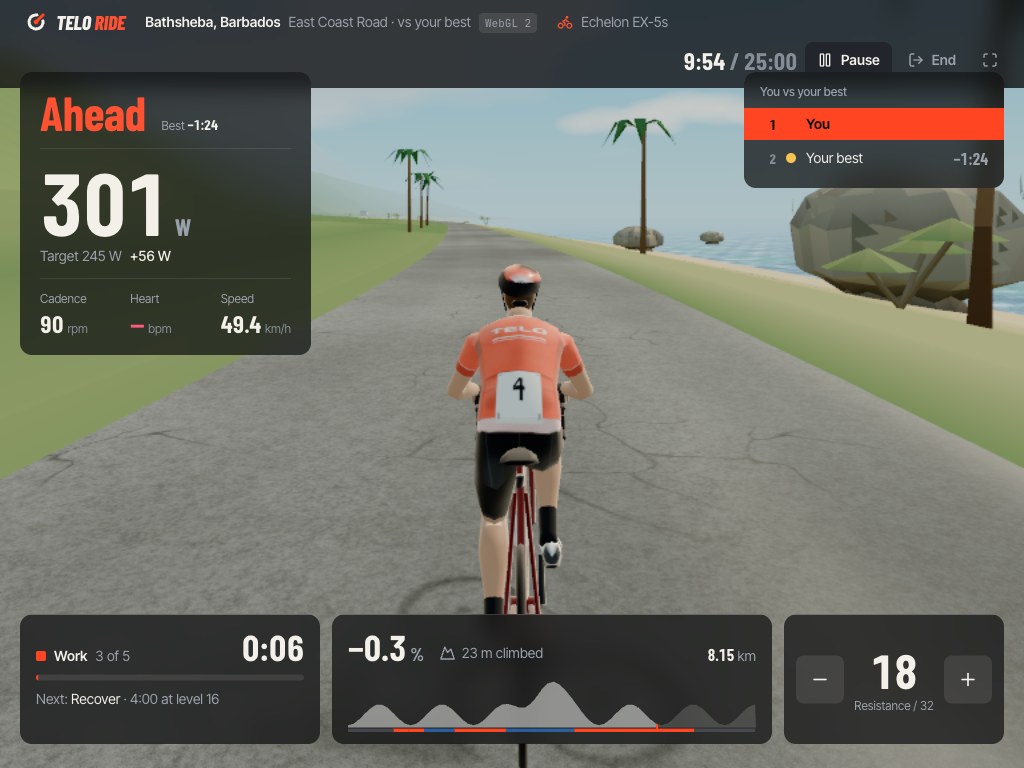 TELO RIDE Bathsheba, Barbados East Coast Road · vs your best WebGL 2 Echelon EX-5s
9:54 / 25:00 Pause End
Ahead Best −1:24
301 W
Target 245 W +56 W
Cadence Heart Speed
90 rpm — bpm 49.4 km/h
You vs your best
1 You
2 Your best −1:24
TELO
4
Work 3 of 5 0:06
Next: Recover · 4:00 at level 16
−0.3 % 23 m climbed 8.15 km
− 18 +
Resistance / 32